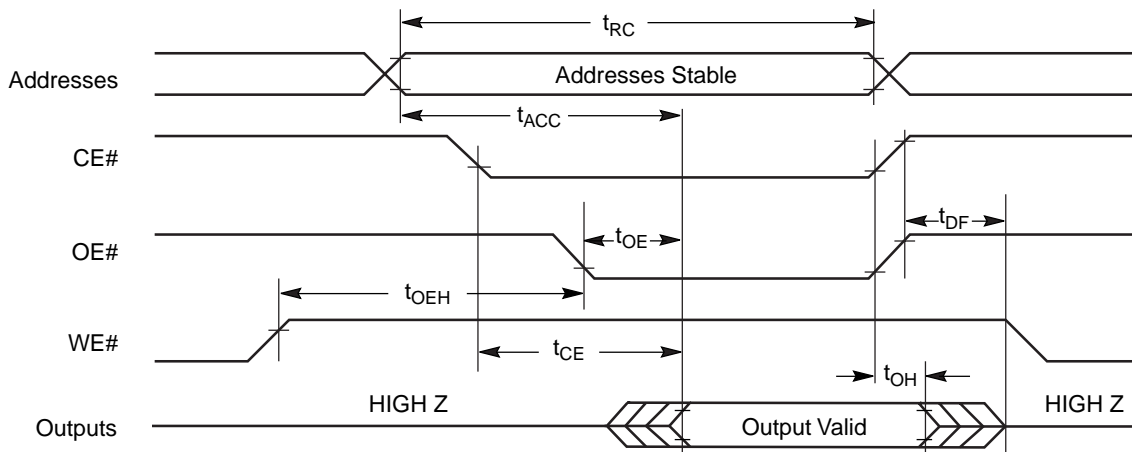 tRC
Addresses
Addresses Stable
tACC
CE#
tDF
OE#
tOE
tOEH
WE#
tCE
tOH
HIGH Z
HIGH Z
Outputs
Output Valid